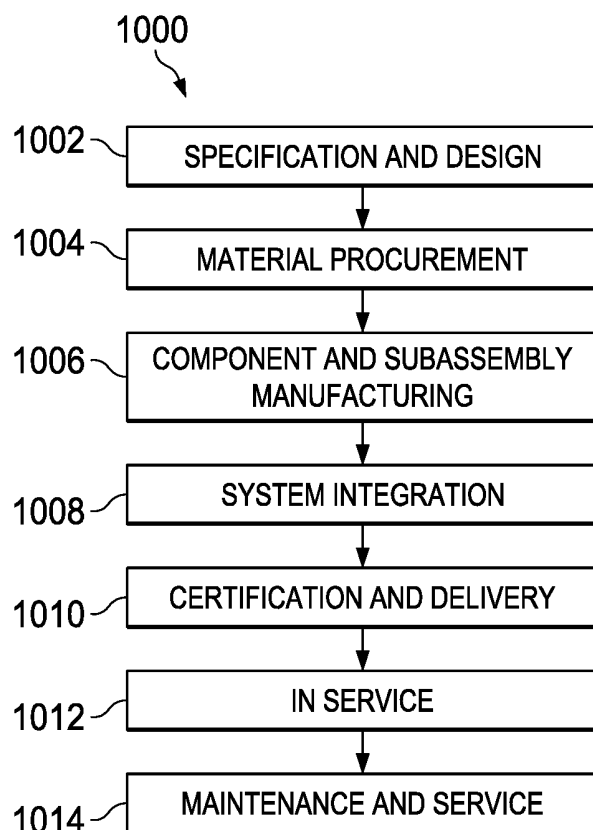 1000
1002
SPECIFICATION AND DESIGN
1004
MATERIAL PROCUREMENT
1006
COMPONENT AND SUBASSEMBLY
MANUFACTURING
1008
SYSTEM INTEGRATION
1010
CERTIFICATION AND DELIVERY
1012
IN SERVICE
1014
MAINTENANCE AND SERVICE